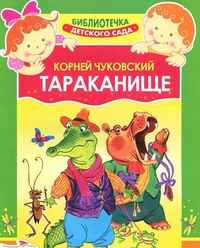 БИБЛИОТЕЧКА
ДЕТСКОГО САДА
КОРНЕЙ ЧУКОВСКИЙ
ТАРАКАНИЩЕ